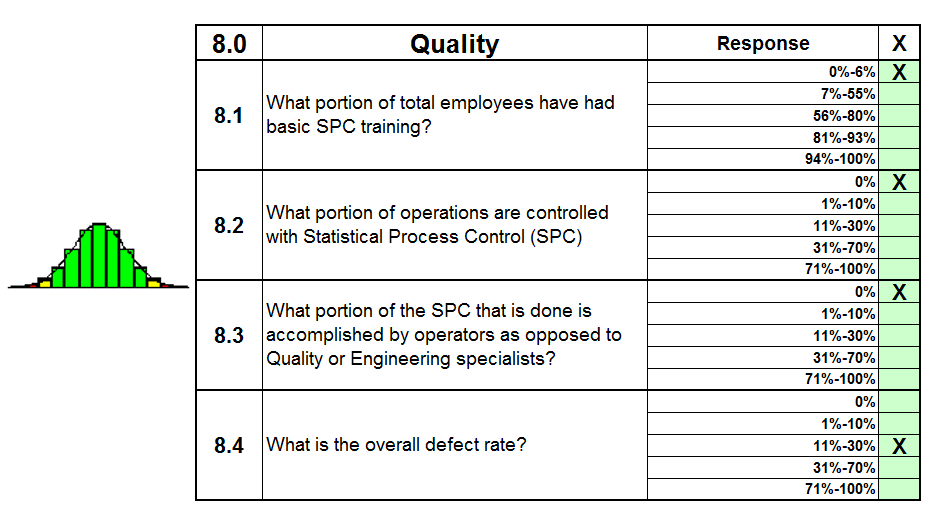 8.0 Quality Response X
0%-6% X
7%-55%
8.1 What portion of total employees have had
basic SPC training?
56%-80%
81%-93%
94%-100%
0% X
1%-10%
8.2 What portion of operations are controlled
with Statistical Process Control (SPC)
11%-30%
31%-70%
71%-100%
0% X
What portion of the SPC that is done is
1%-10%
8.3 accomplished by operators as opposed to
11%-30%
Quality or Engineering specialists?
31%-70%
71%-100%
0%
1%-10%
8.4 What is the overall defect rate? 11%-30% X
31%-70%
71%-100%